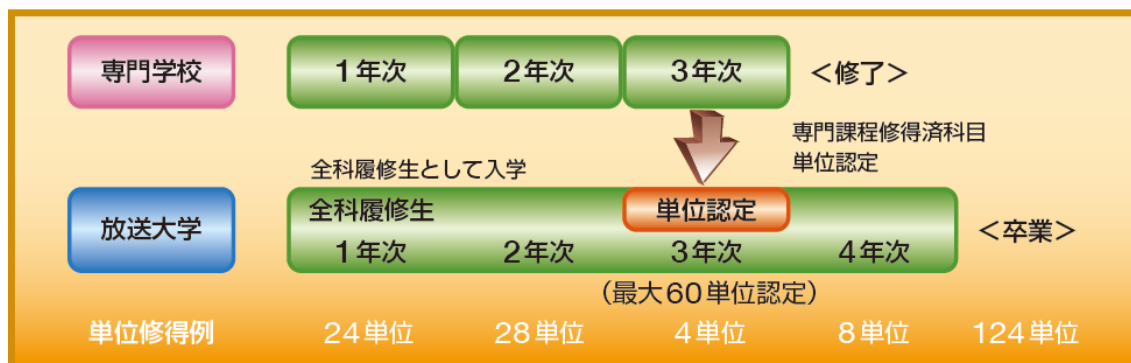 専門学校 1年次 2年次 3年次 <修了>
専門課程修得済科目
単位認定
全科履修生として入学
放送大学 全科履修生 単位認定 <卒業>
1年次 2年次 3年次 4年次
(最大60単位認定)
単位修得例 24単位 28単位 4単位 8単位 124単位